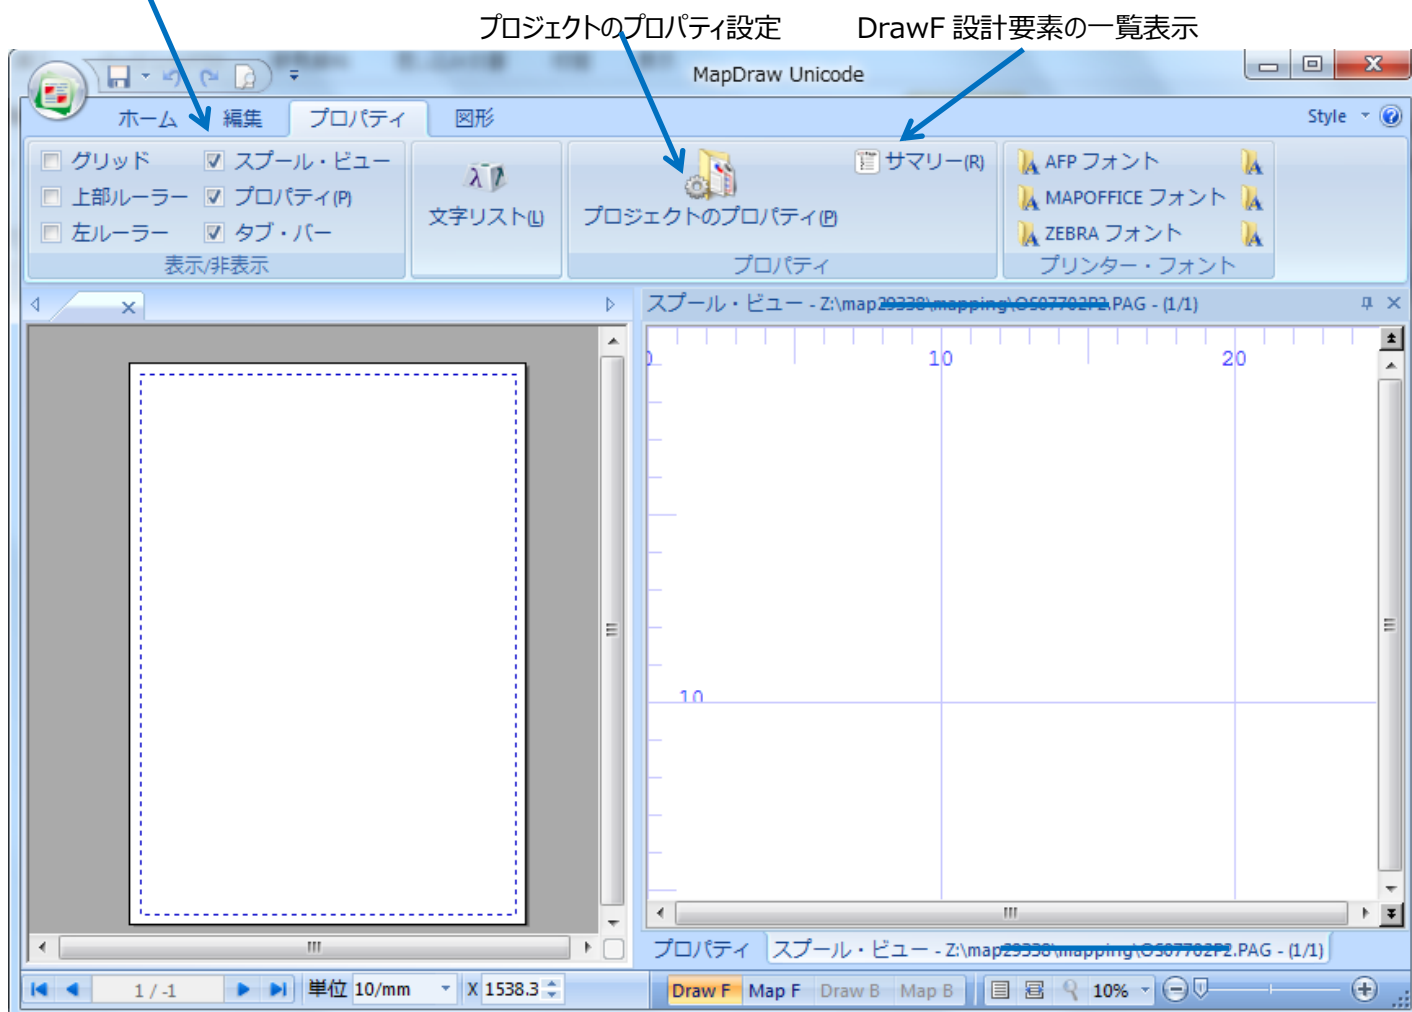 プロジェクトのプロパティ設定 DrawF 設計要素の一覧表示
MapDraw Unicode
ホーム 編集 プロパティ 図形 Style
グリッド スプール・ビュー
上部ルーラー プロパティ(P)
左ルーラー タブ・バー
表示/非表示
文字リスト(L)
プロジェクトのプロパティ(P)
サマリー(R)
プロパティ
AFP フォント
MAPOFFICE フォント
ZEBRA フォント
プリンター・フォント
スプール・ビュー - Z:\map29338\mapping\OS07702P2.PAG - (1/1)
0 10 20
10
プロパティ スプール・ビュー - Z:\map29338\mapping\OS07702P2.PAG - (1/1)
1 / -1 単位 10/mm X 1538.3 Draw F Map F Draw B Map B 10%